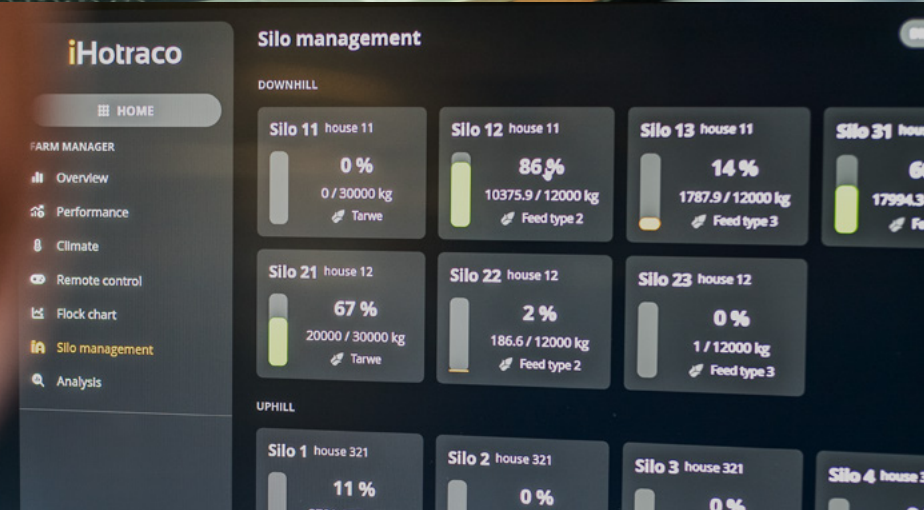 iHotraco
HOME
FARM MANAGER
Overview
Performance
Climate
Remote control
Flock chart
Silo management
Analysis
Silo management
DOWNHILL
Silo 11 house 11
0 %
0 / 30000 kg
Tarwe
Silo 12 house 11
86 %
10375.9 / 12000 kg
Feed type 2
Silo 13 house 11
14 %
1787.9 / 12000 kg
Feed type 3
Silo 31
17994.3
Silo 21 house 12
67 %
20000 / 30000 kg
Tarwe
Silo 22 house 12
2 %
186.6 / 12000 kg
Feed type 2
Silo 23 house 12
0 %
1 / 12000 kg
Feed type 3
UPHILL
Silo 1 house 321
11 %
Silo 2 house 321
0 %
Silo 3 house 321
0 %
Silo 4 house